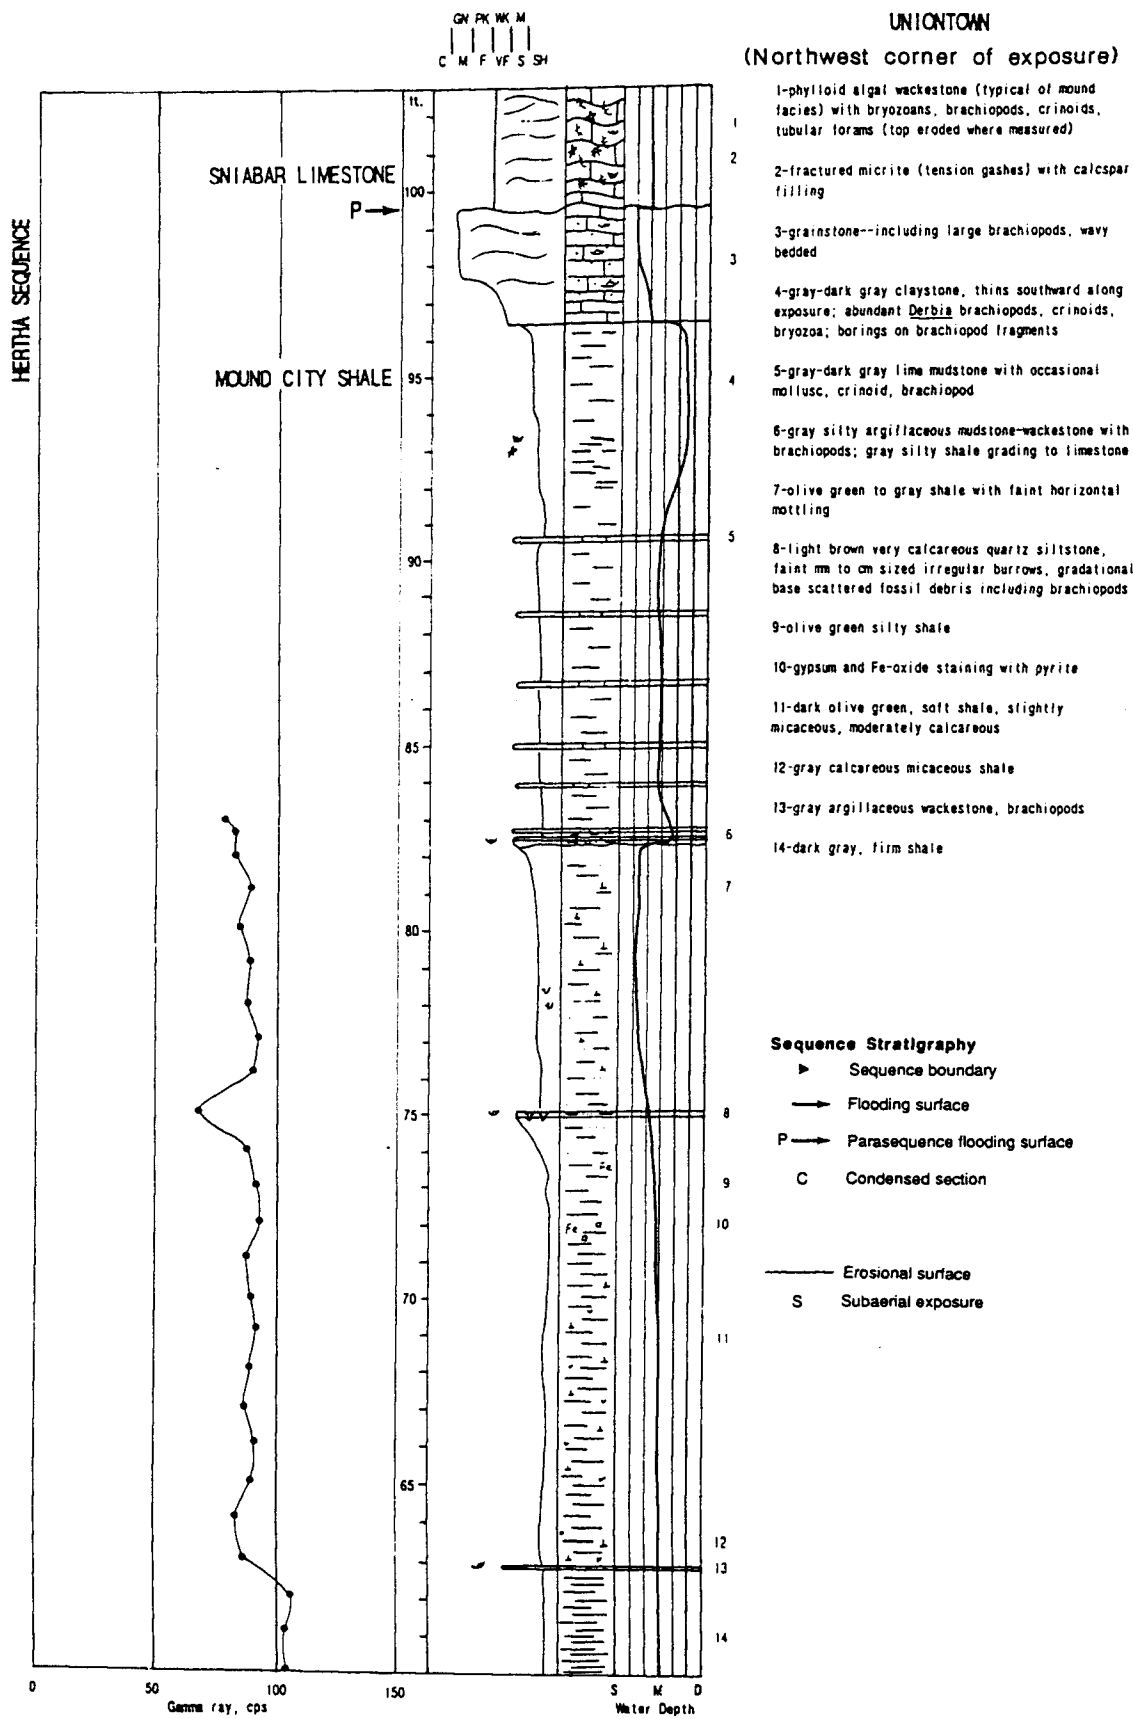 GN PK WK M
C M F VF S SH
UNIONTOWN
(Northwest corner of exposure)
ft.
HERTHA SEQUENCE
SNIABAR LIMESTONE
P
MOUND CITY SHALE
100
95
90
85
80
75
70
65
1
2
3
4
5
6
7
8
9
10
11
12
13
14
Fe
Fe
1-phylloid algal wackestone (typical of mound
facies) with bryozoans, brachiopods, crinoids,
tubular forams (top eroded where measured)
2-fractured micrite (tension gashes) with calcspar
filling
3-grainstone--including large brachiopods, wavy
bedded
4-gray-dark gray claystone, thins southward along
exposure; abundant Derbia brachiopods, crinoids,
bryozoa; borings on brachiopod fragments
5-gray-dark gray lime mudstone with occasional
mollusc, crinoid, brachiopod
6-gray silty argillaceous mudstone-wackestone with
brachiopods; gray silty shale grading to limestone
7-olive green to gray shale with faint horizontal
mottling
8-light brown very calcareous quartz siltstone,
faint mm to cm sized irregular burrows, gradational
base scattered fossil debris including brachiopods
9-olive green silty shale
10-gypsum and Fe-oxide staining with pyrite
11-dark olive green, soft shale, slightly
micaceous, moderately calcareous
12-gray calcareous micaceous shale
13-gray argillaceous wackestone, brachiopods
14-dark gray, firm shale
Sequence Stratigraphy
Sequence boundary
Flooding surface
P Parasequence flooding surface
C Condensed section
Erosional surface
S Subaerial exposure
0 50 100 150
Gamma ray, cps
S M D
Water Depth